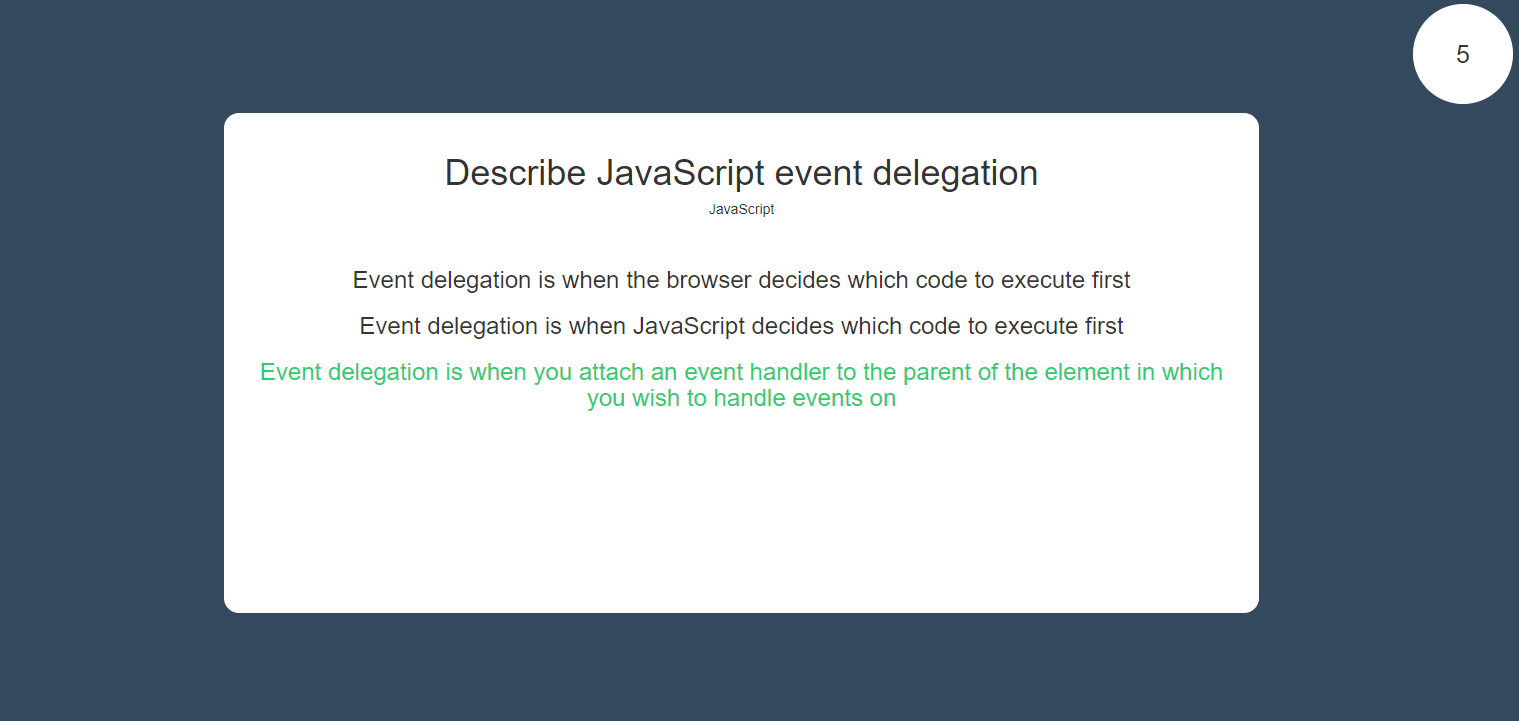 5
Describe JavaScript event delegation
JavaScript
Event delegation is when the browser decides which code to execute first
Event delegation is when JavaScript decides which code to execute first
Event delegation is when you attach an event handler to the parent of the element in which
you wish to handle events on